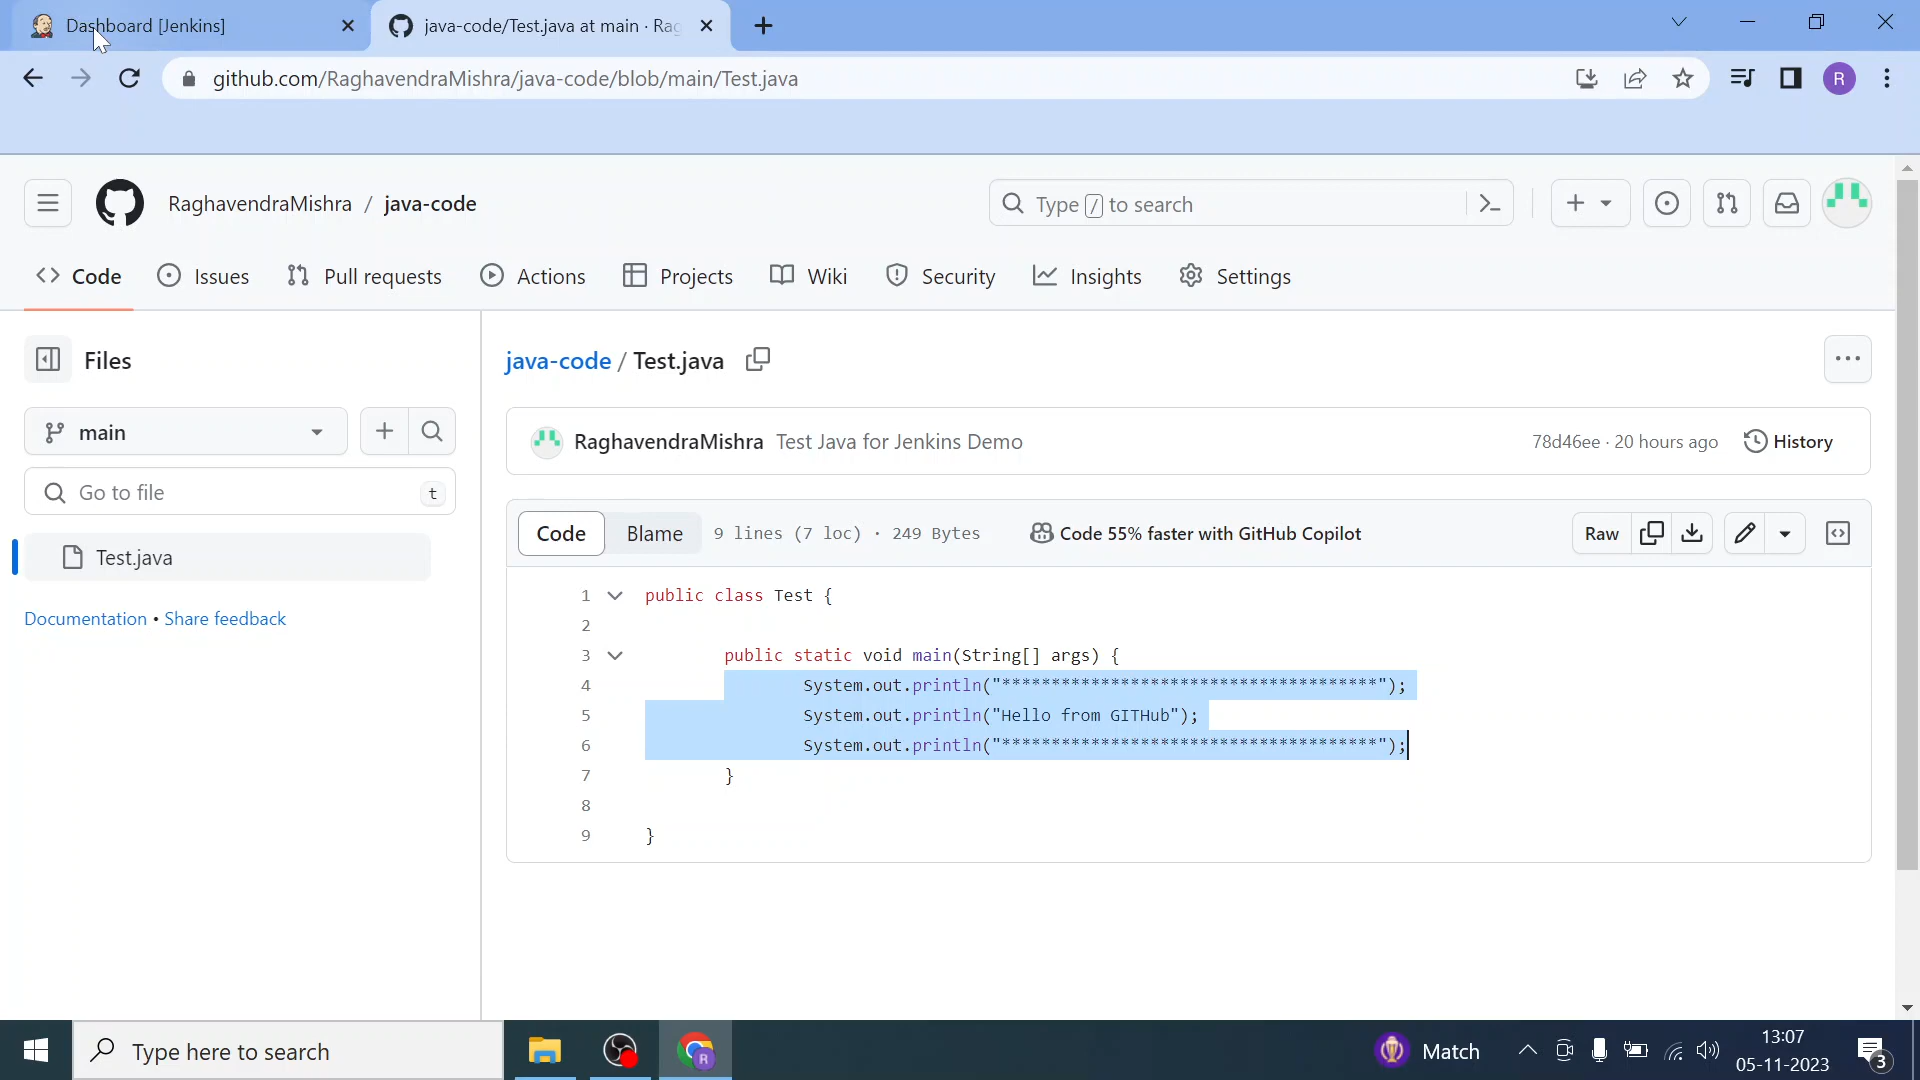 Dashboard [Jenkins]
java-code/Test.java at main · Rag
github.com/RaghavendraMishra/java-code/blob/main/Test.java
R
RaghavendraMishra / java-code
Type / to search
Code Issues Pull requests Actions Projects Wiki Security Insights Settings
Files
java-code / Test.java
main
RaghavendraMishra Test Java for Jenkins Demo
78d46ee · 20 hours ago
History
Go to file
t
Code Blame 9 lines (7 loc) · 249 Bytes
Code 55% faster with GitHub Copilot
Raw
Test.java
Documentation • Share feedback
1 public class Test {
2
3 public static void main(String[] args) {
4 System.out.println("**************************************");
5 System.out.println("Hello from GITHub");
6 System.out.println("**************************************");
7 }
8
9 }
Type here to search
R
Match
13:07
05-11-2023
3